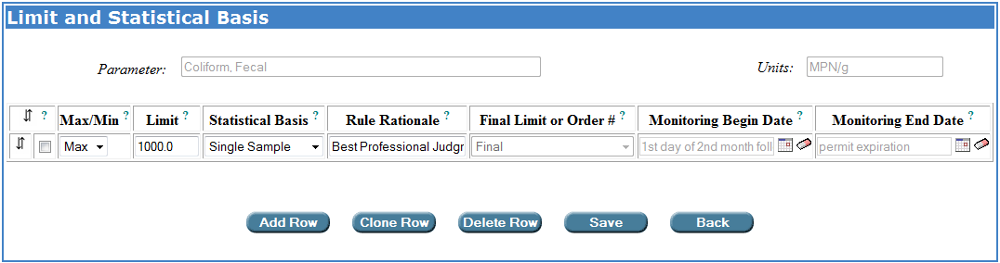 Limit and Statistical Basis
Parameter: Coliform, Fecal Units: MPN/g
? Max/Min ? Limit ? Statistical Basis ? Rule Rationale ? Final Limit or Order # ? Monitoring Begin Date ? Monitoring End Date ?
Max 1000.0 Single Sample Best Professional Judgr Final 1st day of 2nd month foll permit expiration
Add Row Clone Row Delete Row Save Back